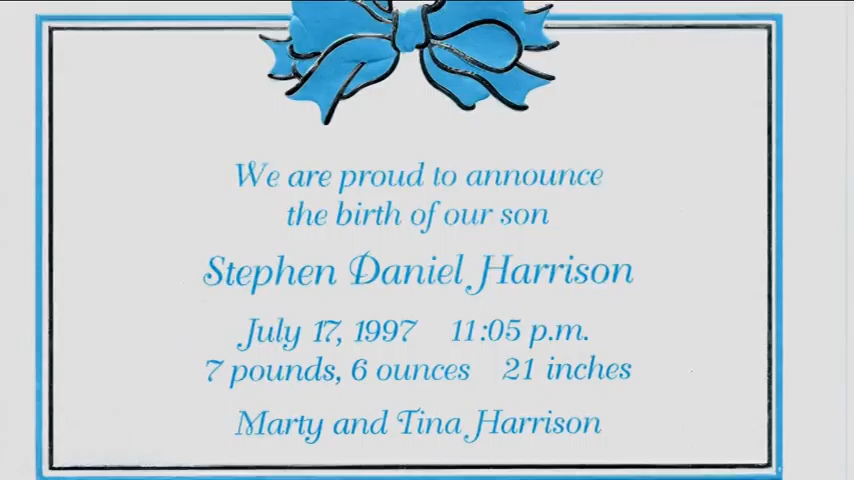 We are proud to announce
the birth of our son
Stephen Daniel Harrison
July 17, 1997 11:05 p.m.
7 pounds, 6 ounces 21 inches
Marty and Tina Harrison